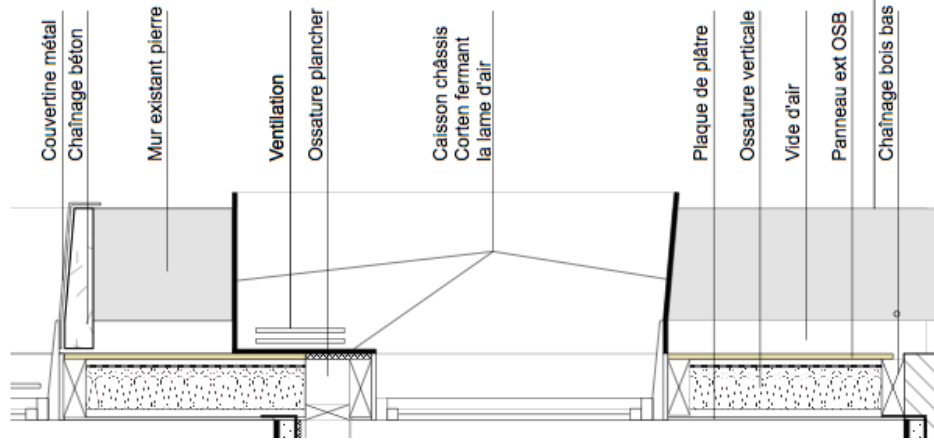 Couvertine métal
Chaînage béton
Mur existant pierre
Ventilation
Ossature plancher
Caisson châssis
Corten fermant
la lame d'air
Plaque de plâtre
Ossature verticale
Vide d'air
Panneau ext OSB
Chaînage bois bas